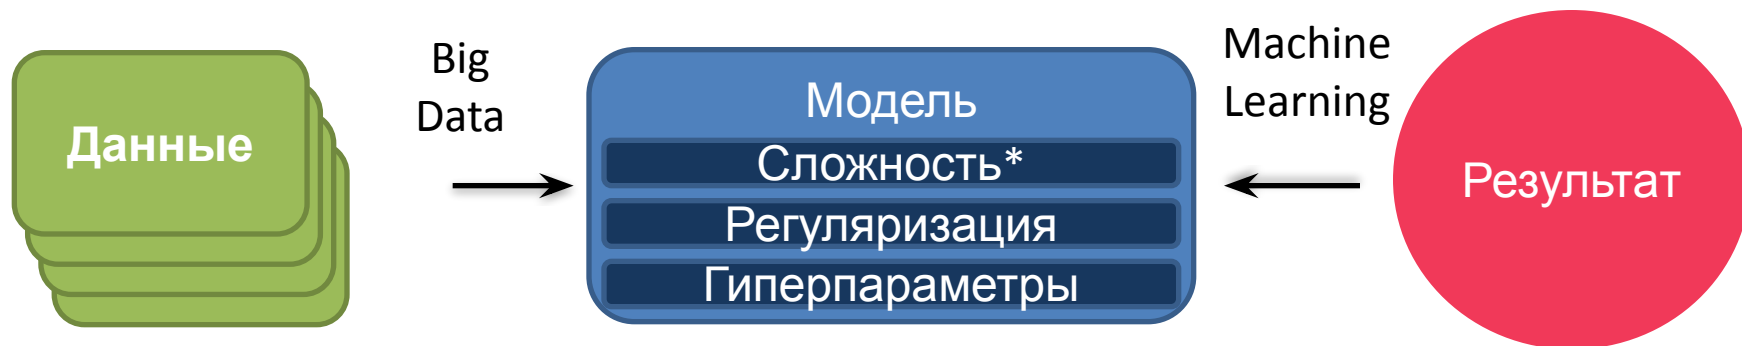 Данные
Big
Data
Модель
Сложность*
Регуляризация
Гиперпараметры
Machine
Learning
Результат